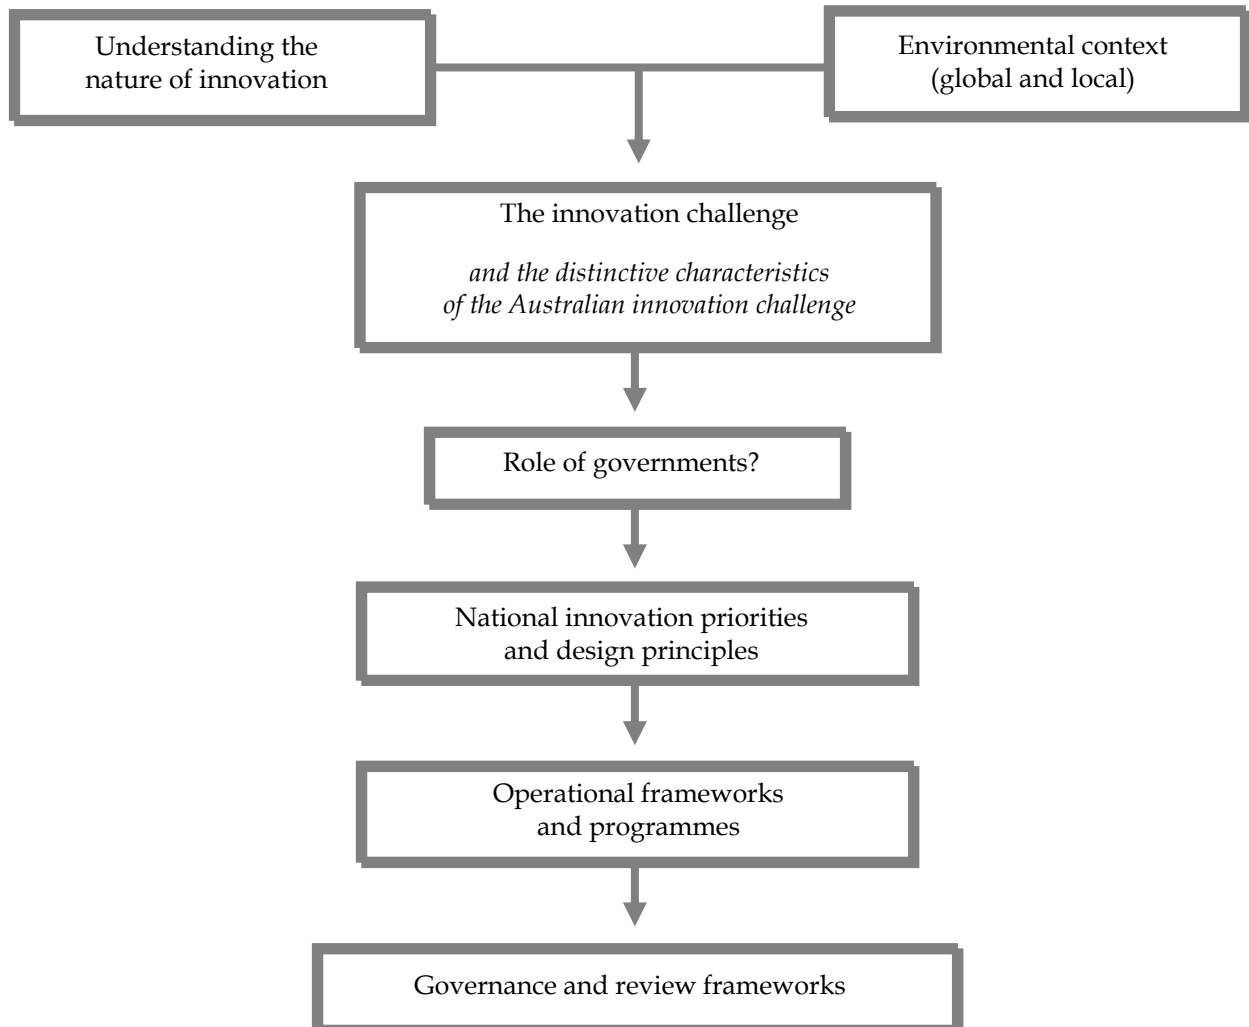 Understanding the
nature of innovation
Environmental context
(global and local)
The innovation challenge
and the distinctive characteristics
of the Australian innovation challenge
Role of governments?
National innovation priorities
and design principles
Operational frameworks
and programmes
Governance and review frameworks